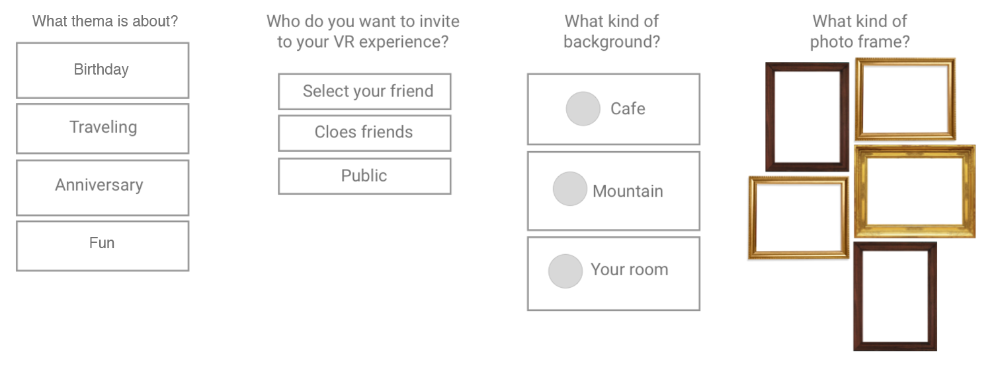 What thema is about?
Birthday
Traveling
Anniversary
Fun
Who do you want to invite
to your VR experience?
Select your friend
Cloes friends
Public
What kind of
background?
Cafe
Mountain
Your room
What kind of
photo frame?